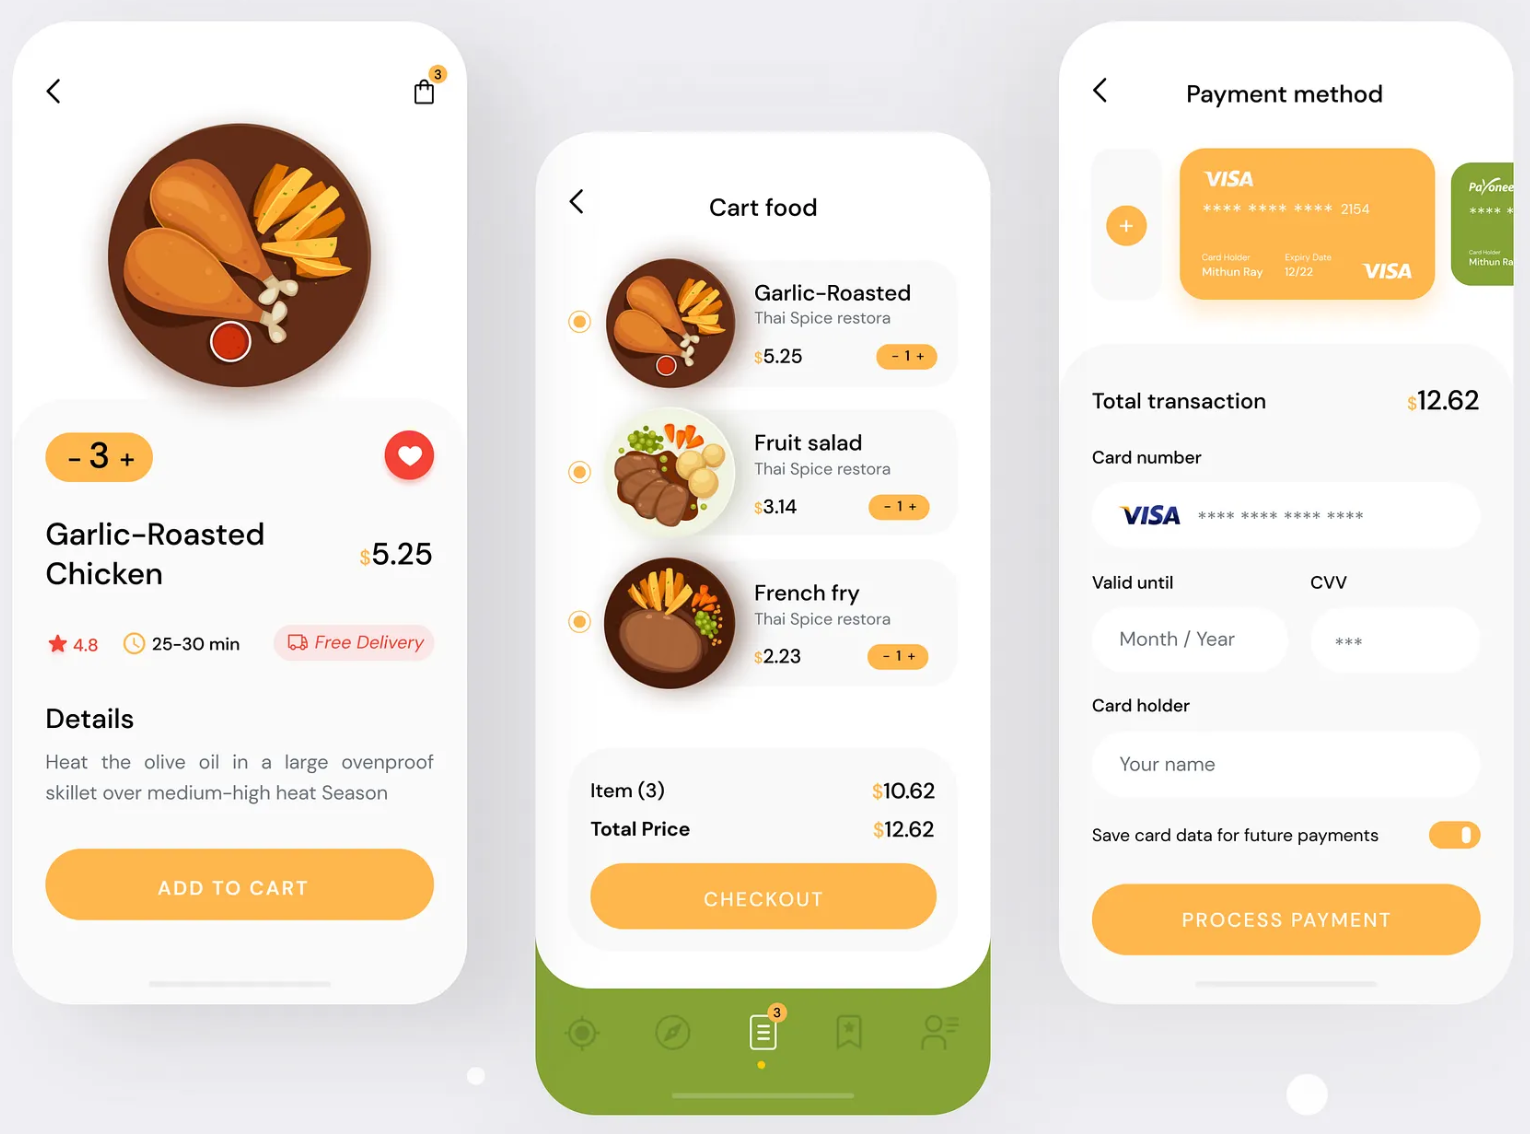 3
- 3 +
Garlic-Roasted
Chicken
$5.25
4.8
25-30 min
Free Delivery
Details
Heat the olive oil in a large ovenproof
skillet over medium-high heat Season
ADD TO CART
Cart food
Garlic-Roasted
Thai Spice restora
$5.25
- 1 +
Fruit salad
Thai Spice restora
$3.14
- 1 +
French fry
Thai Spice restora
$2.23
- 1 +
Item (3) $10.62
Total Price $12.62
CHECKOUT
3
Payment method
+
VISA
**** **** **** 2154
Card Holder Expiry Date
Mithun Ray 12/22
VISA
Payonee
**** *
Card Holder
Mithun Ra
Total transaction $12.62
Card number
VISA **** **** **** ****
Valid until CVV
Month / Year ***
Card holder
Your name
Save card data for future payments
PROCESS PAYMENT